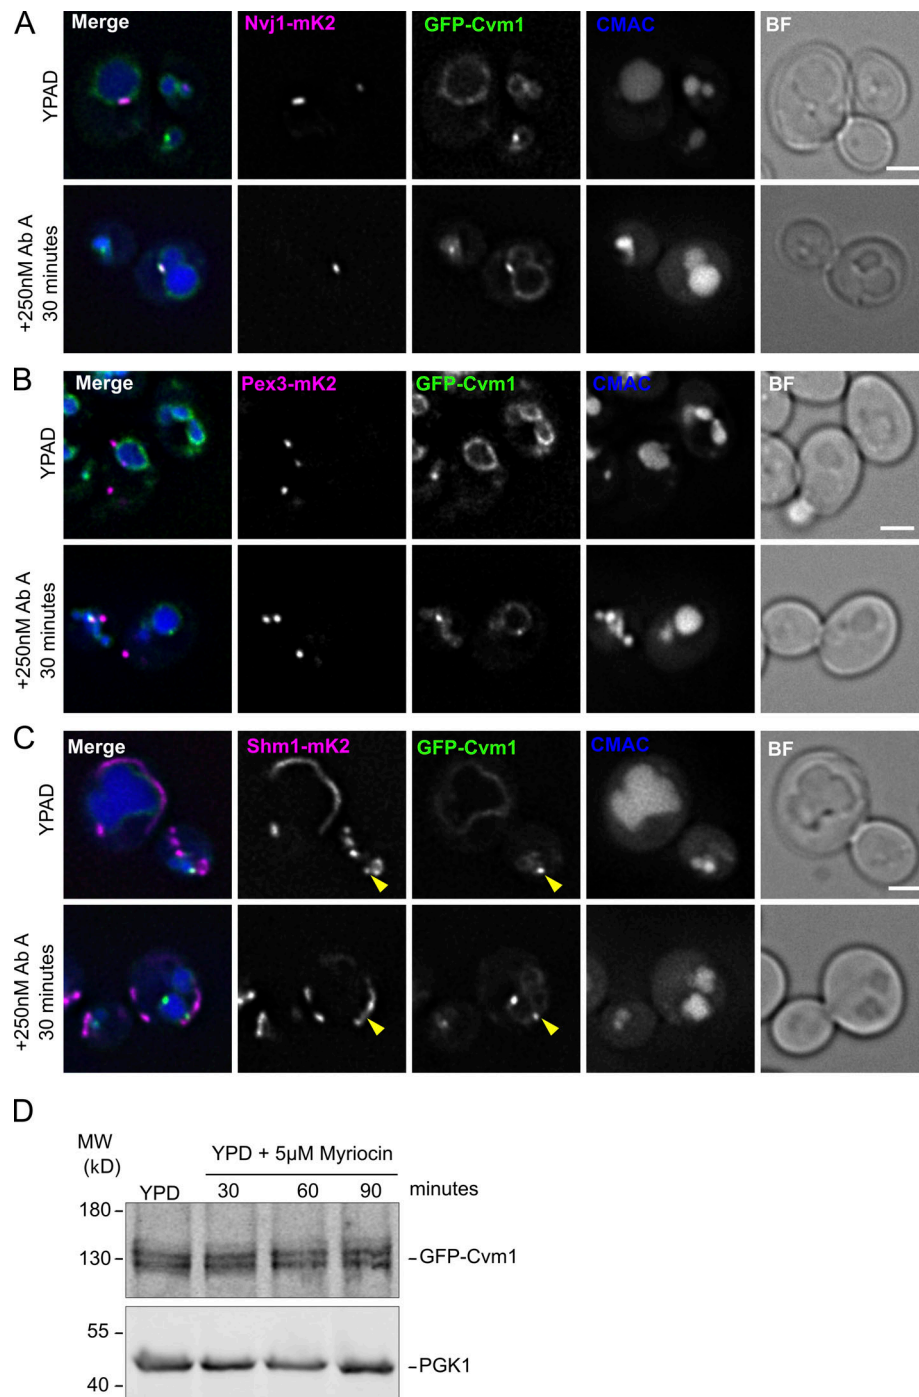 A
Merge Nvj1-mK2 GFP-Cvm1 CMAC BF
YPAD
+250nM Ab A
30 minutes
B
Merge Pex3-mK2 GFP-Cvm1 CMAC BF
YPAD
+250nM Ab A
30 minutes
C
Merge Shm1-mK2 GFP-Cvm1 CMAC BF
YPAD
+250nM Ab A
30 minutes
D
MW
(kD)
YPD + 5µM Myriocin
YPD 30 60 90 minutes
180
130 GFP-Cvm1
55
PGK1
40